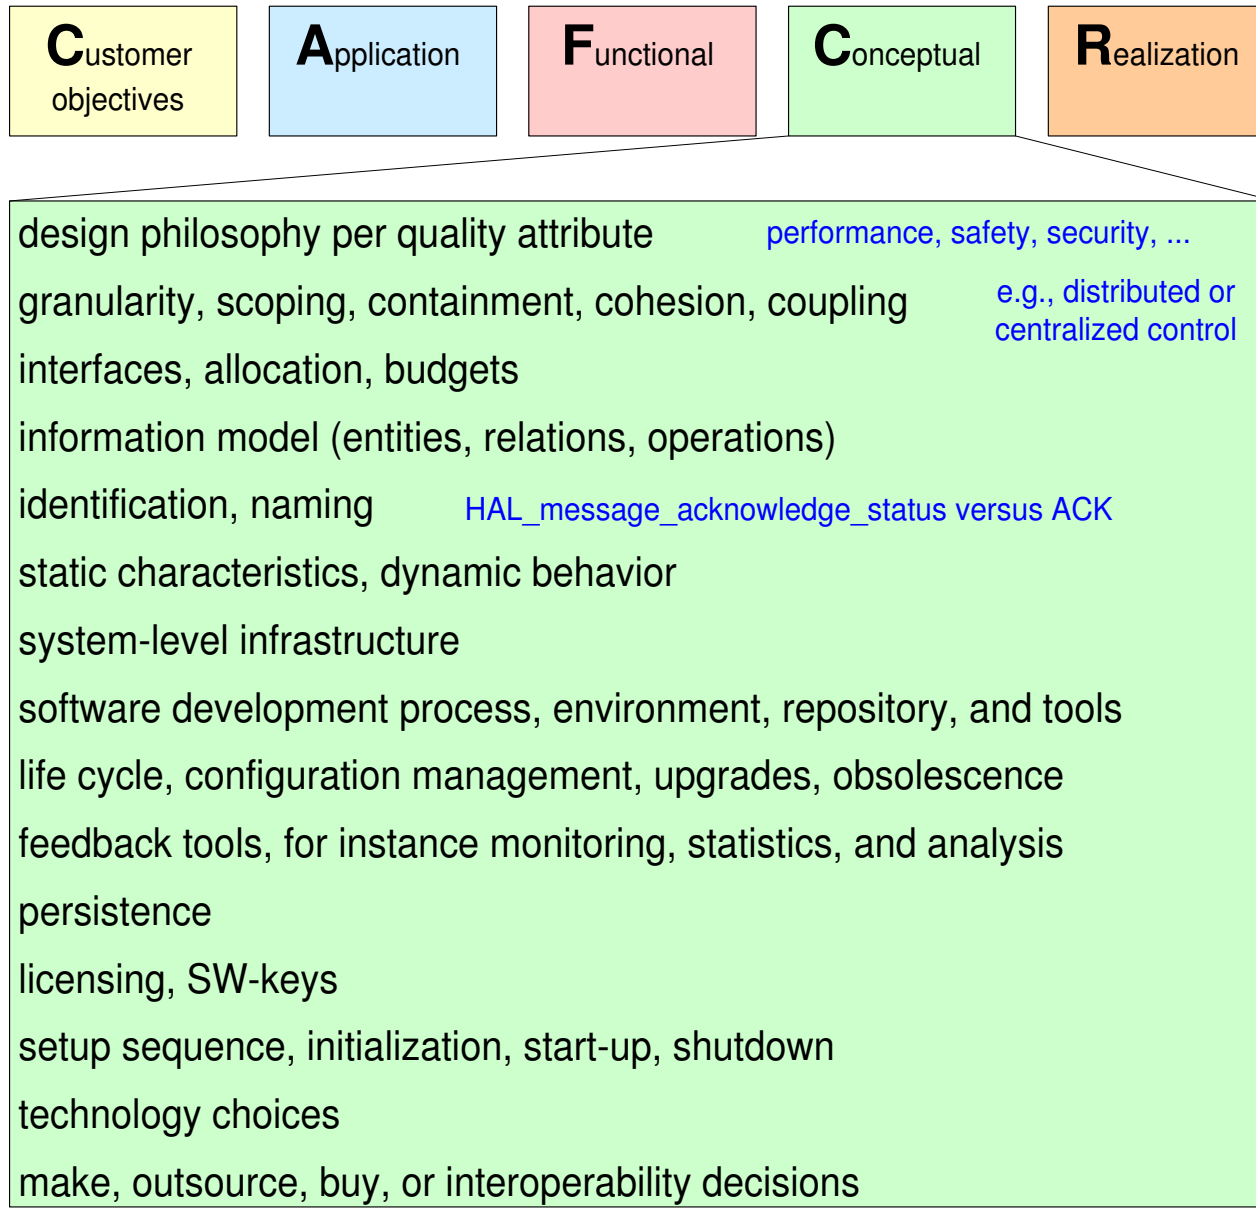 Customer objectives
Application
Functional
Conceptual
Realization
design philosophy per quality attribute performance, safety, security, ...
granularity, scoping, containment, cohesion, coupling e.g., distributed or centralized control
interfaces, allocation, budgets
information model (entities, relations, operations)
identification, naming HAL_message_acknowledge_status versus ACK
static characteristics, dynamic behavior
system-level infrastructure
software development process, environment, repository, and tools
life cycle, configuration management, upgrades, obsolescence
feedback tools, for instance monitoring, statistics, and analysis
persistence
licensing, SW-keys
setup sequence, initialization, start-up, shutdown
technology choices
make, outsource, buy, or interoperability decisions